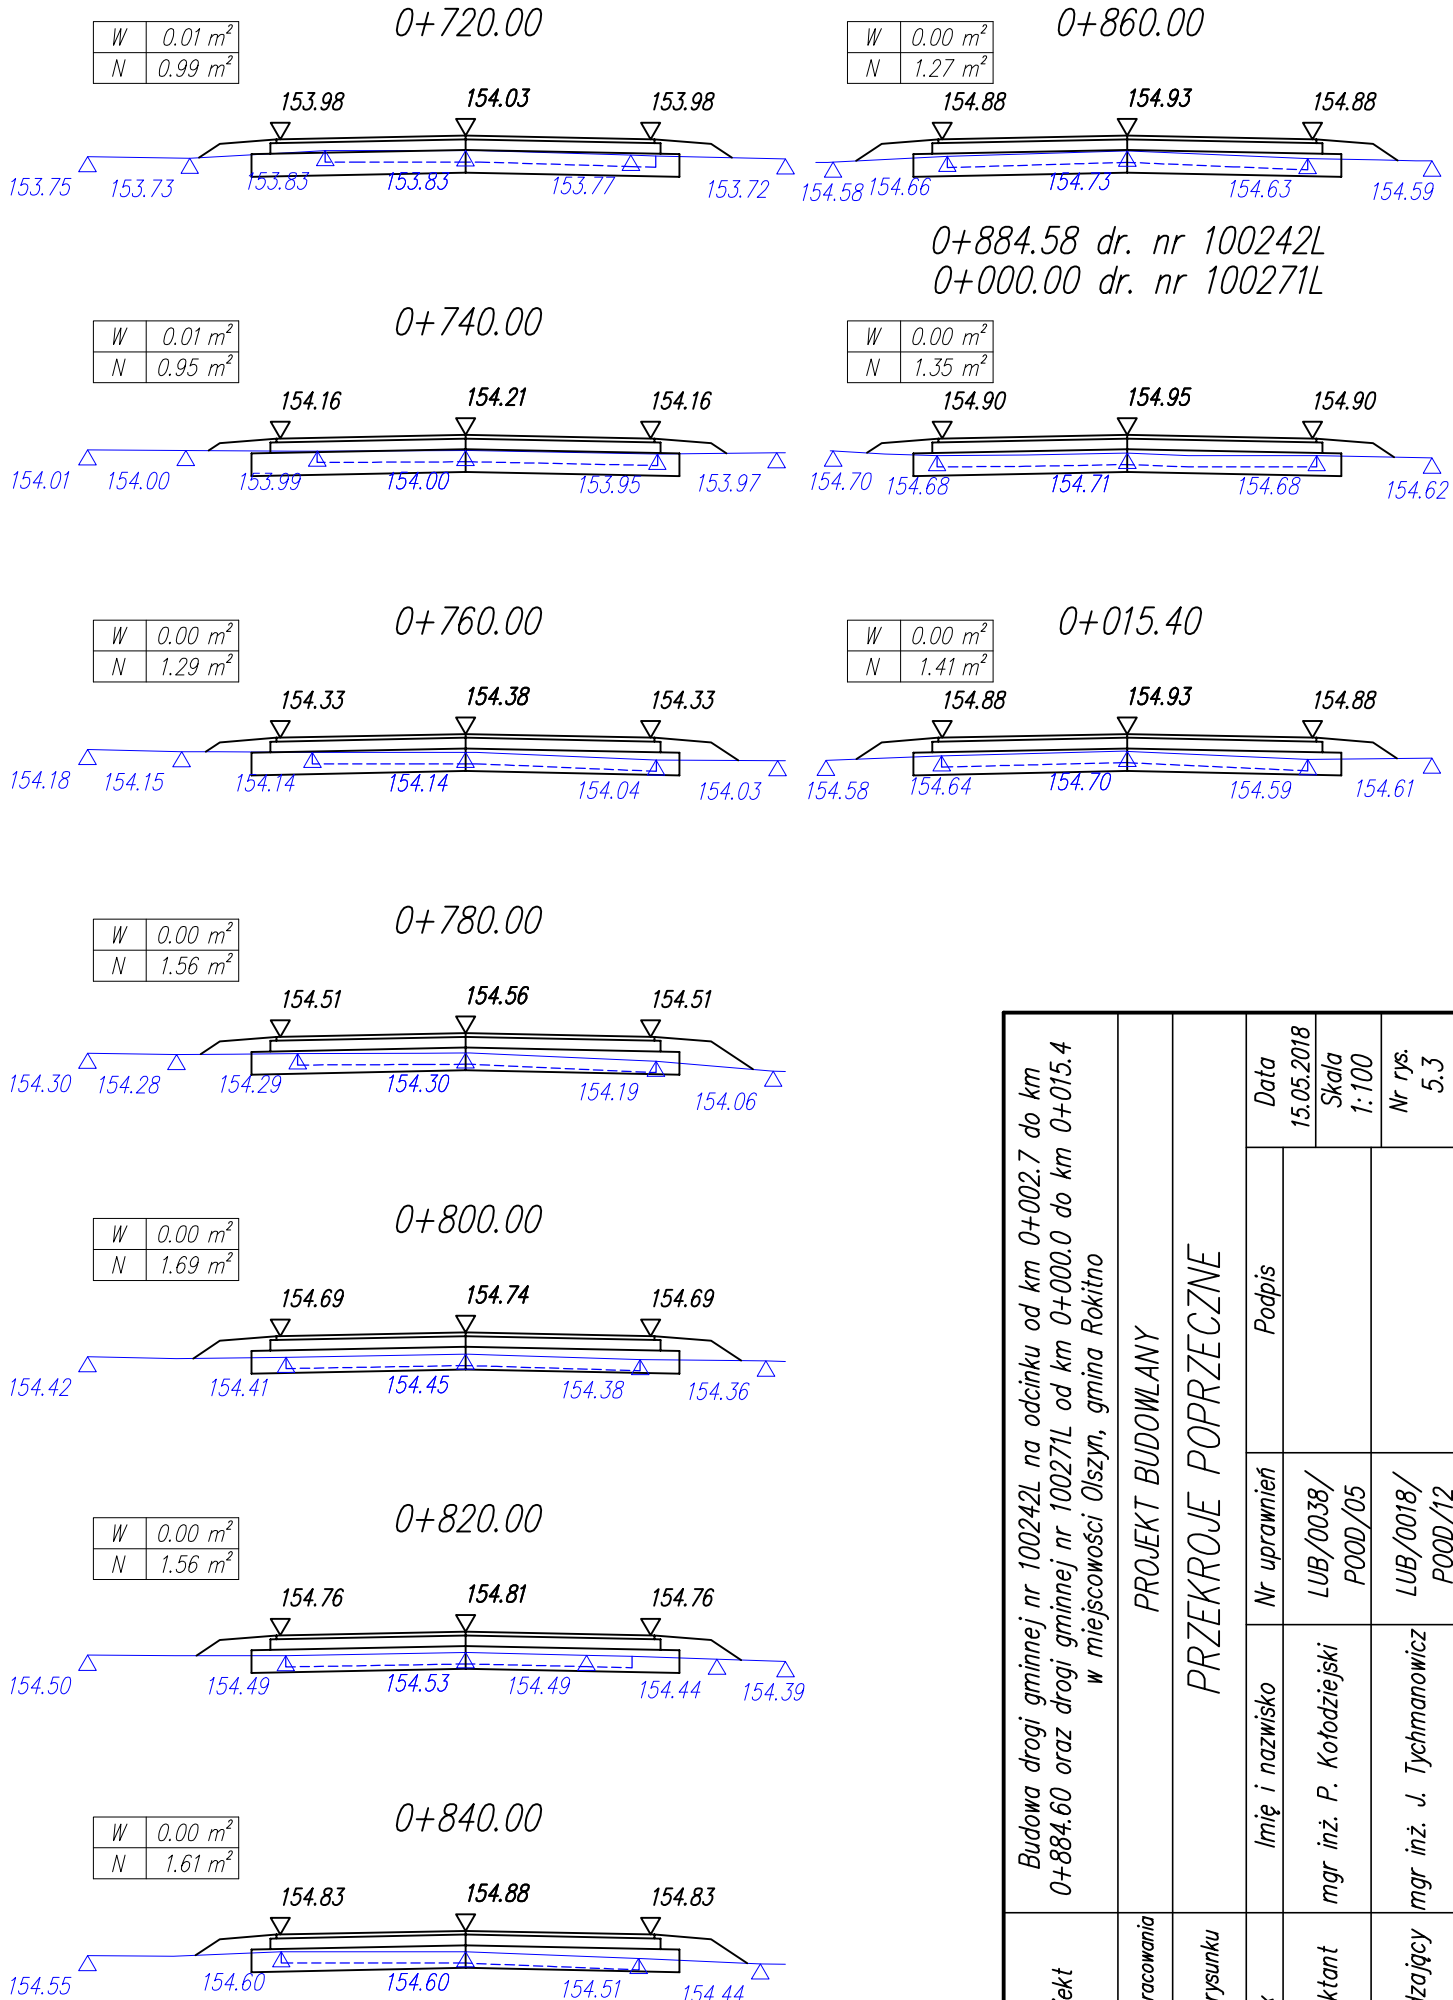 0+720.00
W 0.01 m²
N 0.99 m²
153.98 154.03 153.98
153.75 153.73 153.83 153.83 153.77 153.72
0+740.00
W 0.01 m²
N 0.95 m²
154.16 154.21 154.16
154.01 154.00 153.99 154.00 153.95 153.97
0+760.00
W 0.00 m²
N 1.29 m²
154.33 154.38 154.33
154.18 154.15 154.14 154.14 154.04 154.03
0+780.00
W 0.00 m²
N 1.56 m²
154.51 154.56 154.51
154.30 154.28 154.29 154.30 154.19 154.06
0+800.00
W 0.00 m²
N 1.69 m²
154.69 154.74 154.69
154.42 154.41 154.45 154.38 154.36
0+820.00
W 0.00 m²
N 1.56 m²
154.76 154.81 154.76
154.50 154.49 154.53 154.49 154.44 154.39
0+840.00
W 0.00 m²
N 1.61 m²
154.83 154.88 154.83
154.55 154.60 154.60 154.51 154.44
0+860.00
W 0.00 m²
N 1.27 m²
154.88 154.93 154.88
154.58 154.66 154.73 154.63 154.59
0+884.58 dr. nr 100242L
0+000.00 dr. nr 100271L
W 0.00 m²
N 1.35 m²
154.90 154.95 154.90
154.70 154.68 154.71 154.68 154.62
0+015.40
W 0.00 m²
N 1.41 m²
154.88 154.93 154.88
154.58 154.64 154.70 154.59 154.61
Budowa drogi gminnej nr 100242L na odcinku od km 0+002.7 do km
0+884.60 oraz drogi gminnej nr 100271L od km 0+000.0 do km 0+015.4
w miejscowości Olszyn, gmina Rokitno
PROJEKT BUDOWLANY
rysunku
PRZEKROJE POPRZECZNE
Imię i nazwisko
Nr uprawnień
Podpis
Data
15.05.2018
mgr inż. P. Kołodziejski
LUB/0038/
POOD/05
Skala
1:100
mgr inż. J. Tychmanowicz
LUB/0018/
POOD/12
Nr rys.
5.3